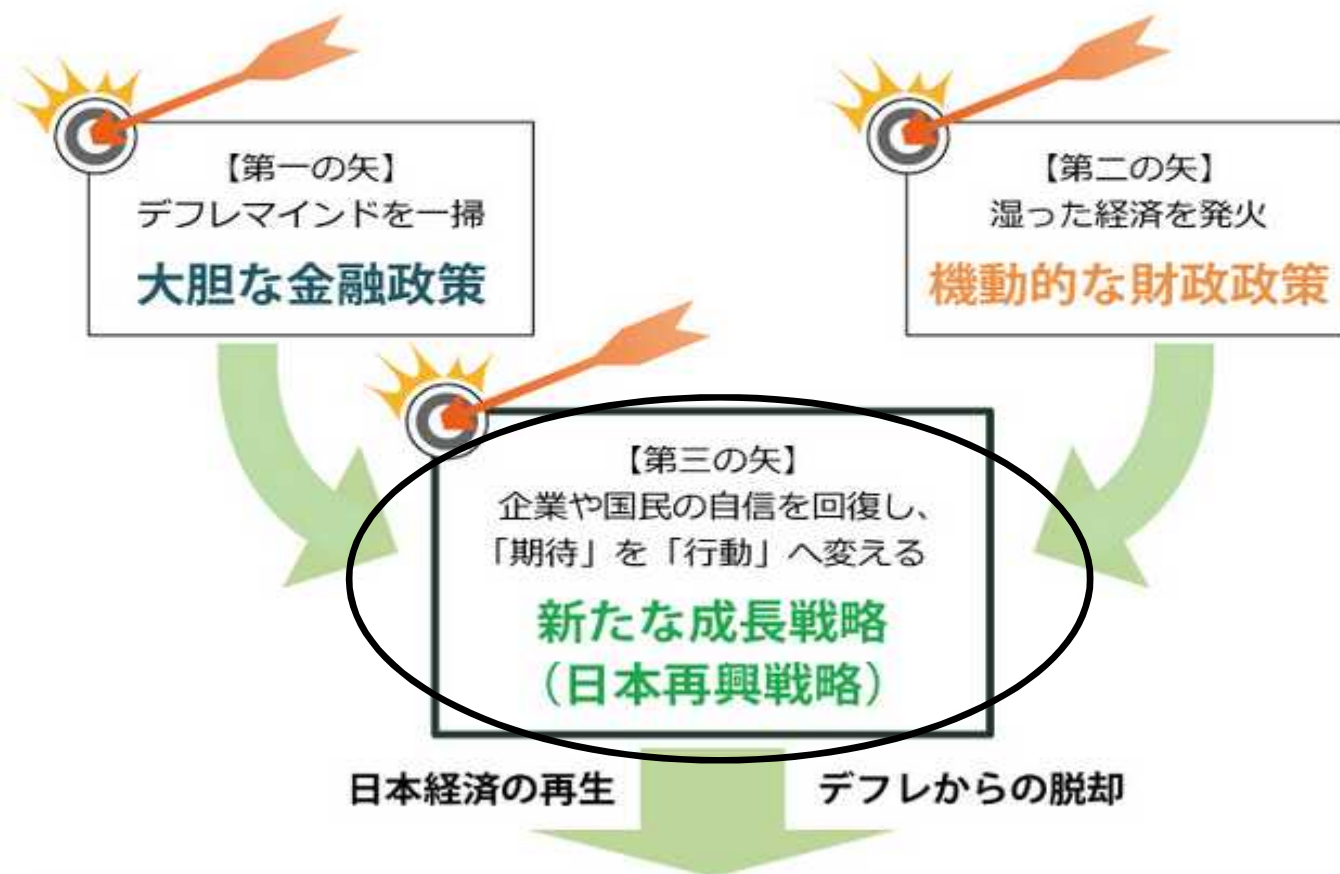 【第一の矢】
デフレマインドを一掃
大胆な金融政策
【第二の矢】
湿った経済を発火
機動的な財政政策
【第三の矢】
企業や国民の自信を回復し、
「期待」を「行動」へ変える
新たな成長戦略
（日本再興戦略）
日本経済の再生
デフレからの脱却